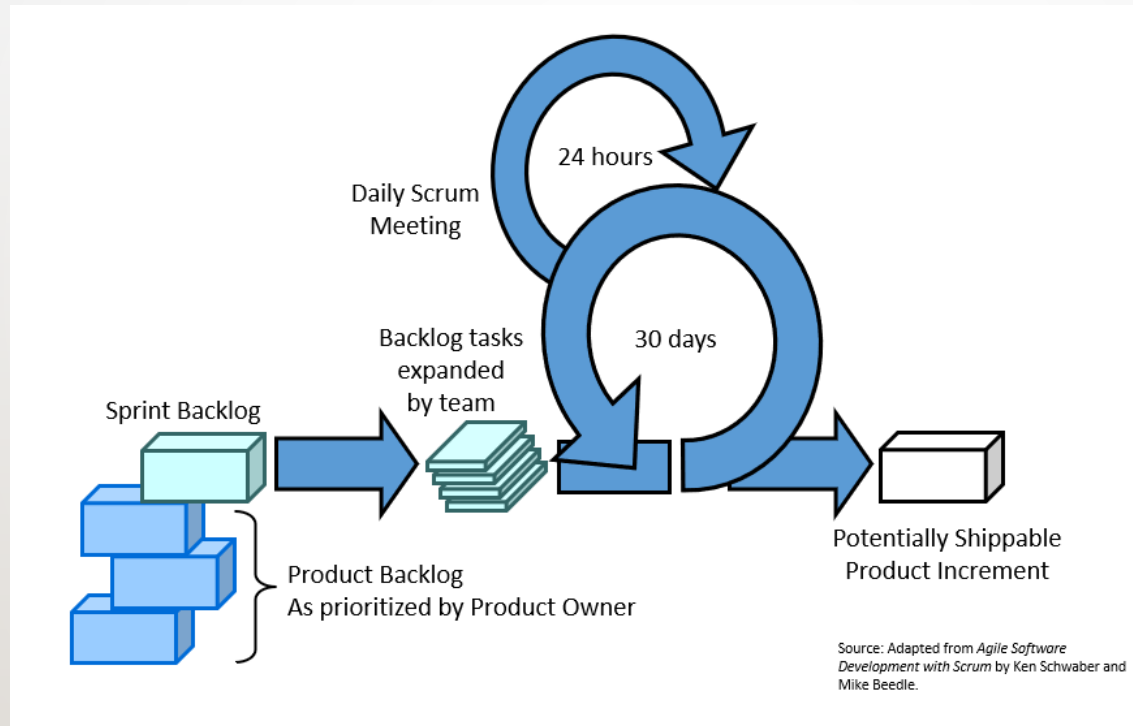 24 hours
Daily Scrum
Meeting
30 days
Backlog tasks
expanded
by team
Sprint Backlog
Product Backlog
As prioritized by Product Owner
Potentially Shippable
Product Increment
Source: Adapted from Agile Software
Development with Scrum by Ken Schwaber and
Mike Beedle.